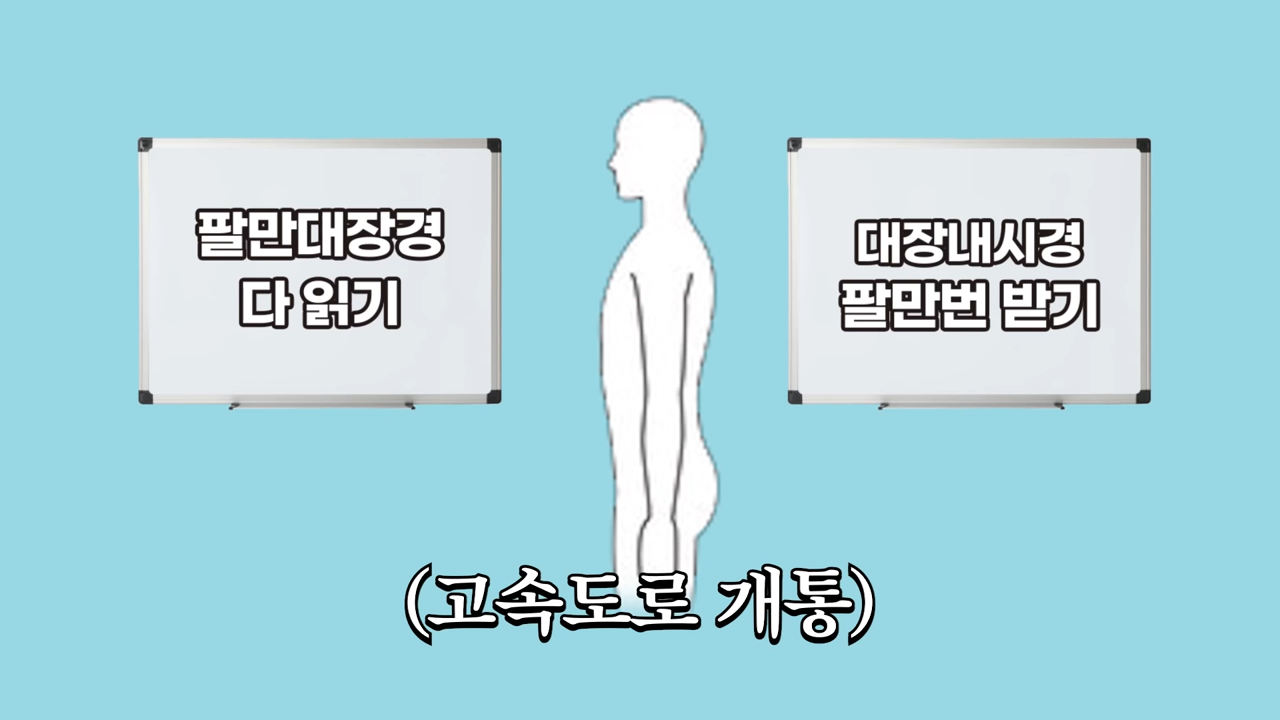 팔만대장경
다 읽기
대장내시경
팔만번 받기
(고속도로 개통)